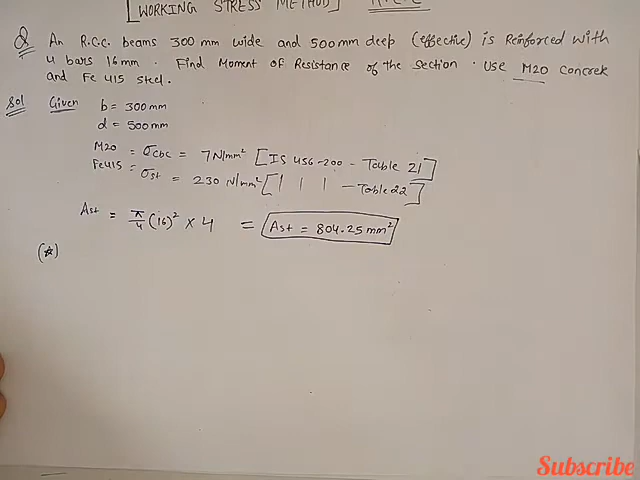 [WORKING STRESS METHOD]
Q. An R.C.C. beams 300 mm wide and 500 mm deep (effective) is Reinforced with
4 bars 16 mm. Find Moment of Resistance of the section. Use M20 concrek
and Fe 415 steel.
Sol Given b = 300 mm
d = 500 mm
M20 = σcbc = 7 N/mm² [IS 456-200 - Table 21]
Fe415 = σst = 230 N/mm² [ | | | - Table 22]
Ast = π/4 (16)² × 4 = Ast = 804.25 mm²
(*)
Subscribe